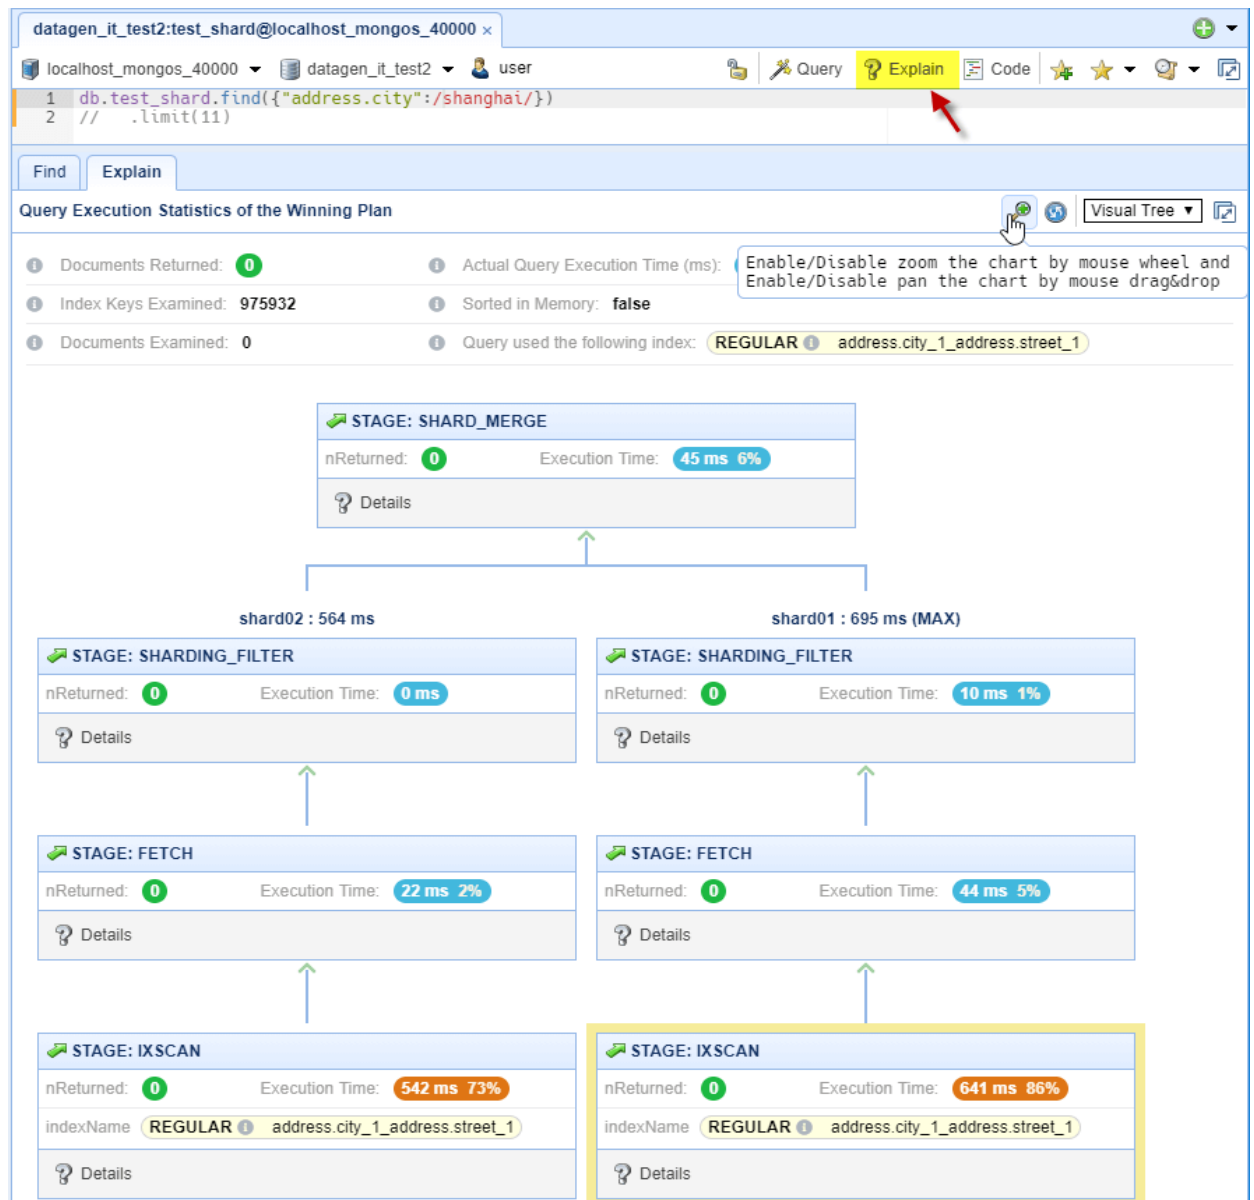 datagen_it_test2:test_shard@localhost_mongos_40000 ×
localhost_mongos_40000 datagen_it_test2 user Query Explain Code
1 db.test_shard.find({"address.city":/shanghai/})
2 // .limit(11)
Find Explain
Query Execution Statistics of the Winning Plan Visual Tree
Documents Returned: 0 Actual Query Execution Time (ms):
Enable/Disable zoom the chart by mouse wheel and
Enable/Disable pan the chart by mouse drag&drop
Index Keys Examined: 975932 Sorted in Memory: false
Documents Examined: 0 Query used the following index: REGULAR address.city_1_address.street_1
STAGE: SHARD_MERGE
nReturned: 0 Execution Time: 45 ms 6%
Details
shard02 : 564 ms shard01 : 695 ms (MAX)
STAGE: SHARDING_FILTER STAGE: SHARDING_FILTER
nReturned: 0 Execution Time: 0 ms nReturned: 0 Execution Time: 10 ms 1%
Details Details
STAGE: FETCH STAGE: FETCH
nReturned: 0 Execution Time: 22 ms 2% nReturned: 0 Execution Time: 44 ms 5%
Details Details
STAGE: IXSCAN STAGE: IXSCAN
nReturned: 0 Execution Time: 542 ms 73% nReturned: 0 Execution Time: 641 ms 86%
indexName REGULAR address.city_1_address.street_1 indexName REGULAR address.city_1_address.street_1
Details Details